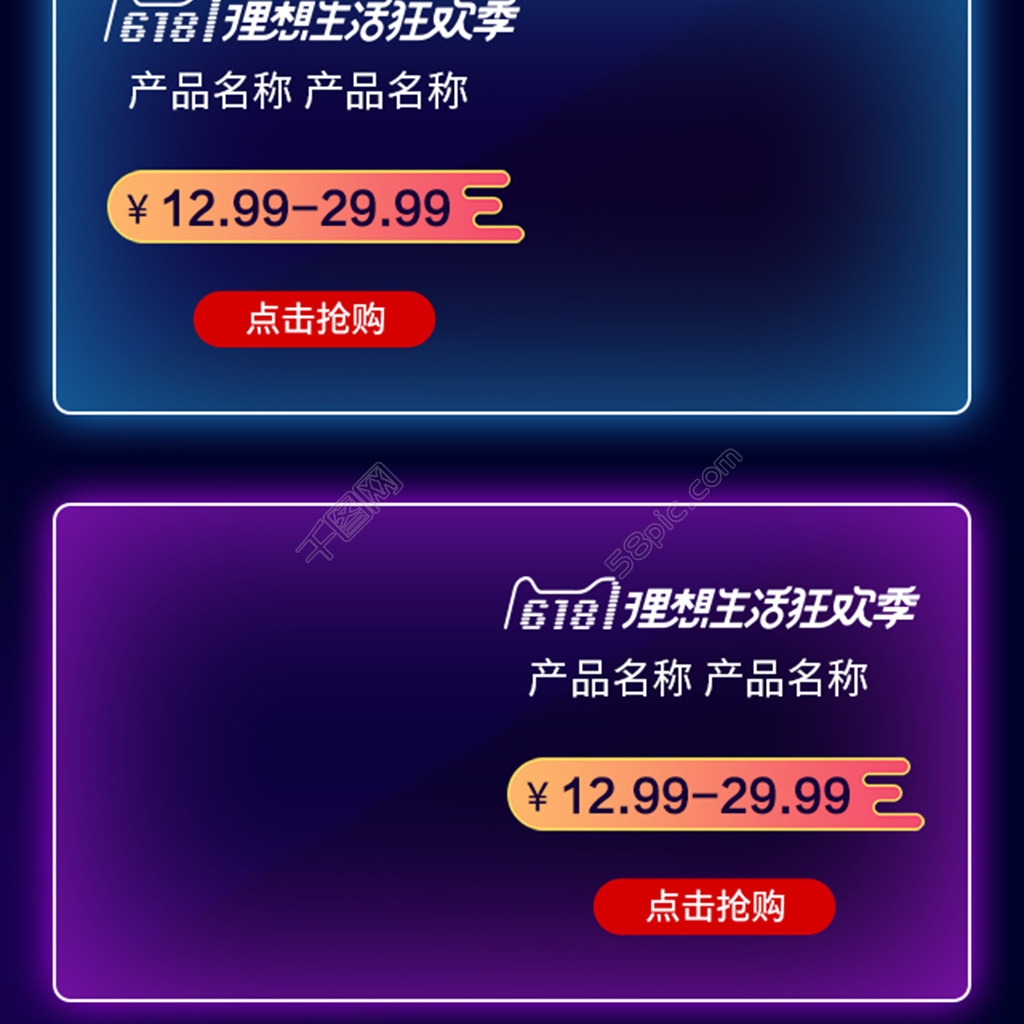 618 理想生活狂欢季
产品名称 产品名称
¥ 12.99-29.99
点击抢购
千图网 58pic.com
618 理想生活狂欢季
产品名称 产品名称
¥ 12.99-29.99
点击抢购